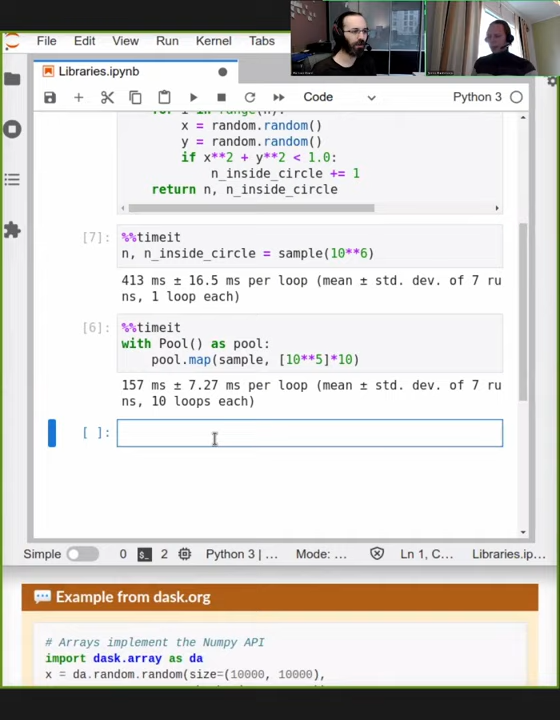 File Edit View Run Kernel Tabs
Libraries.ipynb
Code
Python 3
x = random.random()
y = random.random()
if x**2 + y**2 < 1.0:
n_inside_circle += 1
return n, n_inside_circle
[7]:
%%timeit
n, n_inside_circle = sample(10**6)
413 ms ± 16.5 ms per loop (mean ± std. dev. of 7 ru
ns, 1 loop each)
[6]:
%%timeit
with Pool() as pool:
pool.map(sample, [10**5]*10)
157 ms ± 7.27 ms per loop (mean ± std. dev. of 7 ru
ns, 10 loops each)
[ ]:
Simple 0 2 Python 3 | ... Mode: ... Ln 1, C... Libraries.ip...
Example from dask.org
# Arrays implement the Numpy API
import dask.array as da
x = da.random.random(size=(10000, 10000),